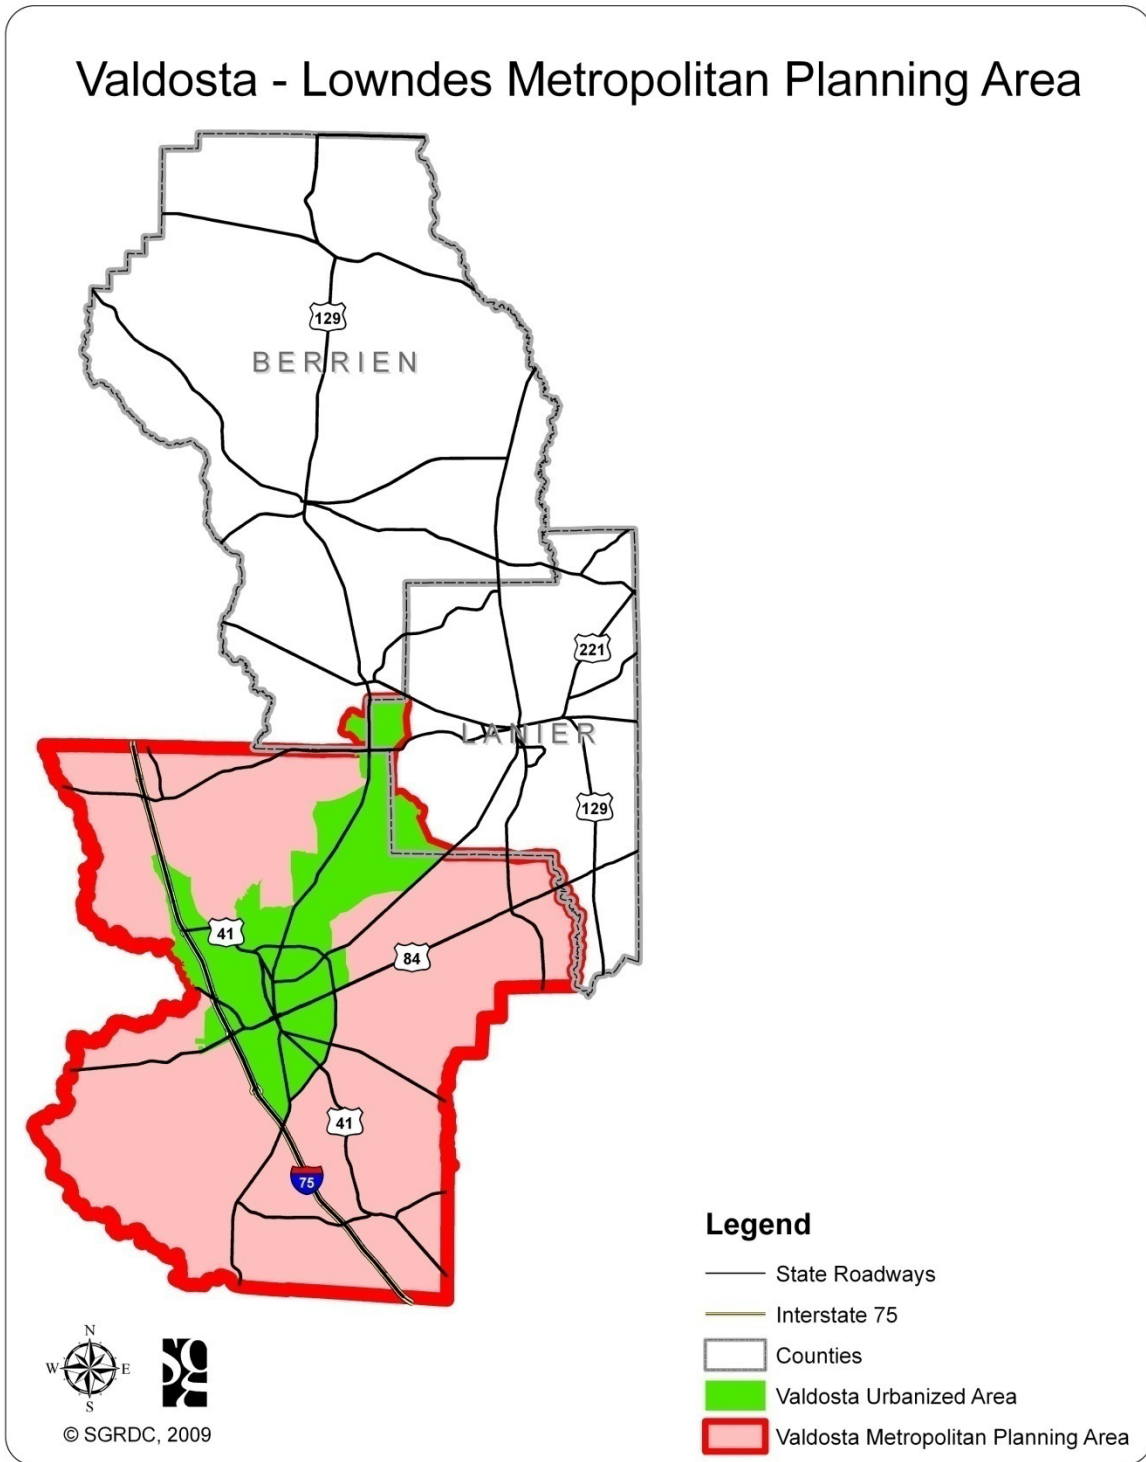 Valdosta - Lowndes Metropolitan Planning Area
129
BERRIEN
221
LANIER
129
41
84
41
75
Legend
State Roadways
Interstate 75
Counties
Valdosta Urbanized Area
Valdosta Metropolitan Planning Area
N
W E
S
© SGRDC, 2009